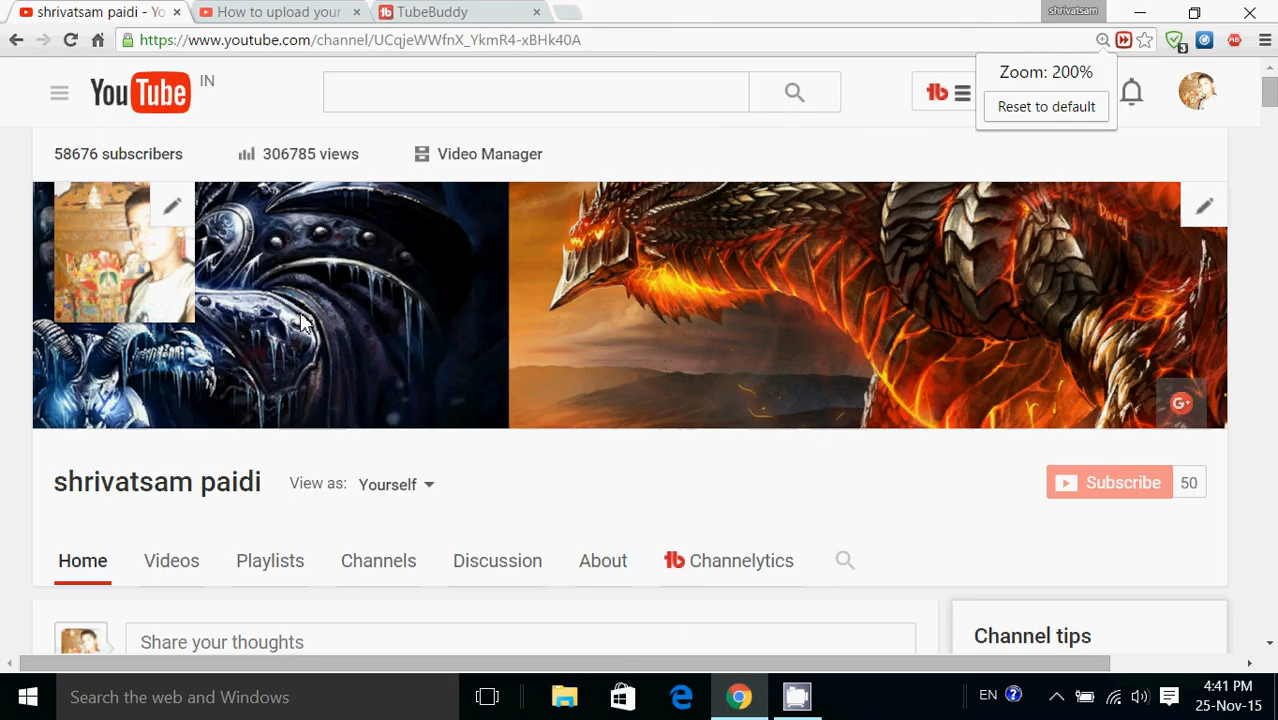 shrivatsam paidi - Yo
How to upload your
TubeBuddy
shrivatsam
https://www.youtube.com/channel/UCqjeWWfnX_YkmR4-xBHk40A
3
Zoom: 200%
Reset to default
YouTube IN
58676 subscribers
306785 views
Video Manager
G+
shrivatsam paidi
View as: Yourself
Subscribe 50
Home
Videos
Playlists
Channels
Discussion
About
Channelytics
Share your thoughts
Channel tips
Search the web and Windows
EN
4:41 PM
25-Nov-15